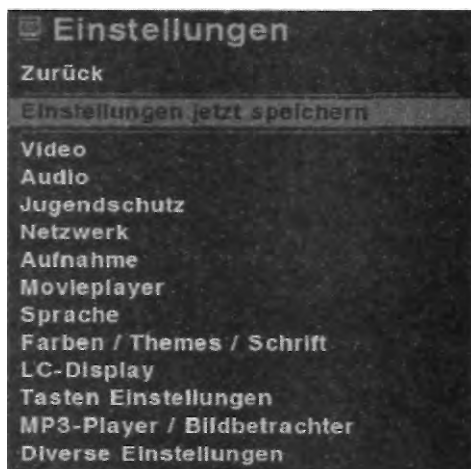 Einstellungen
Zurück
Einstellungen jetzt speichern
Video
Audio
Jugendschutz
Netzwerk
Aufnahme
Movieplayer
Sprache
Farben / Themes / Schrift
LC-Display
Tasten Einstellungen
MP3-Player / Bildbetrachter
Diverse Einstellungen